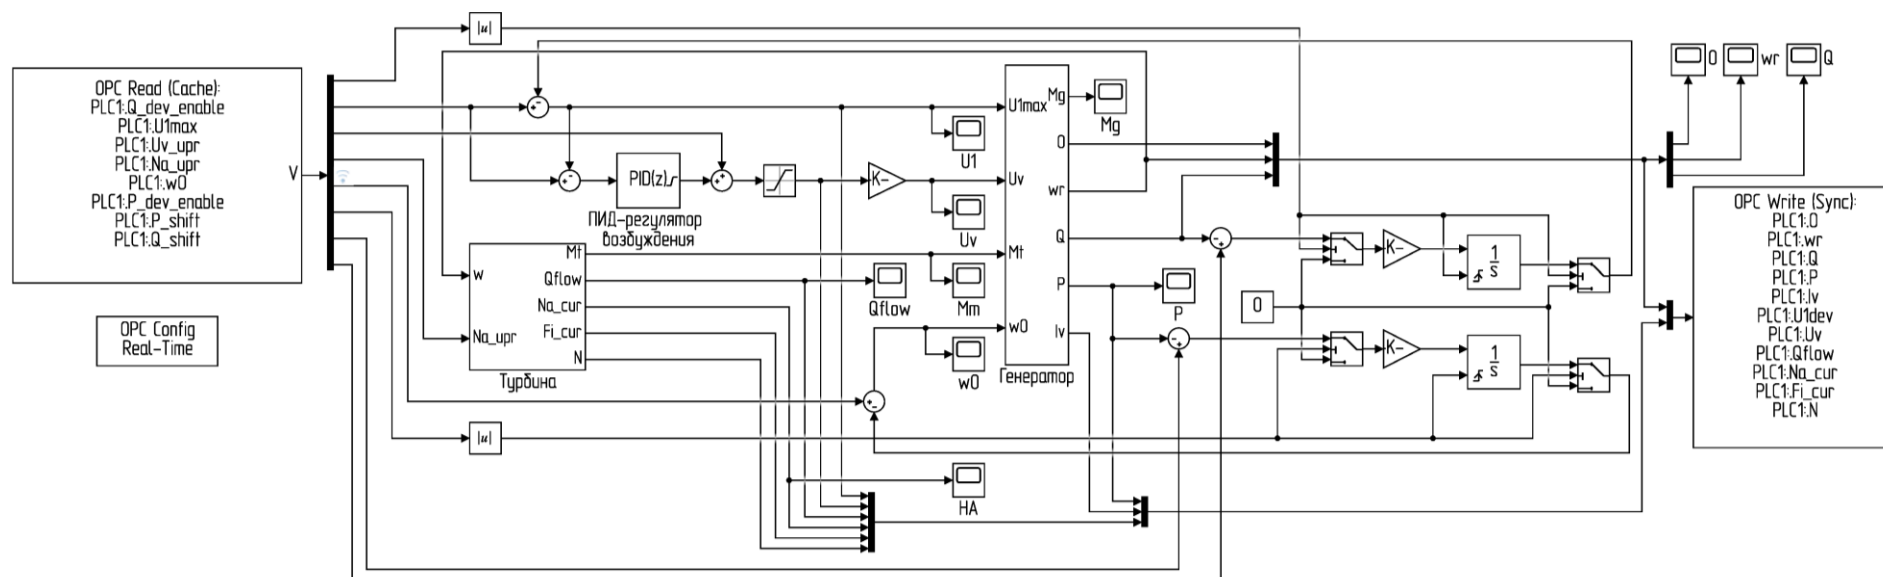 OPC Read (Cache):
PLC1:.Q_dev_enable
PLC1:.U1max
PLC1:.Uv_upr
PLC1:.Na_upr
PLC1:.w0
PLC1:.P_dev_enable
PLC1:.P_shift
PLC1:.Q_shift
V
OPC Config
Real-Time
|u|
PID(z)
ПИД-регулятор
возбуждения
K-
w
Na_upr
Mt
Qflow
Na_cur
Fi_cur
N
Турбина
|u|
U1
Uv
Qflow
Mm
w0
HA
U1max
Uv
Mt
w0
Mg
0
wr
Q
P
Iv
Генератор
Mg
P
0
K-
1
s
K-
1
s
0
wr
Q
OPC Write (Sync):
PLC1:.0
PLC1:.wr
PLC1:.Q
PLC1:.P
PLC1:.Iv
PLC1:.U1dev
PLC1:.Uv
PLC1:.Qflow
PLC1:.Na_cur
PLC1:.Fi_cur
PLC1:.N